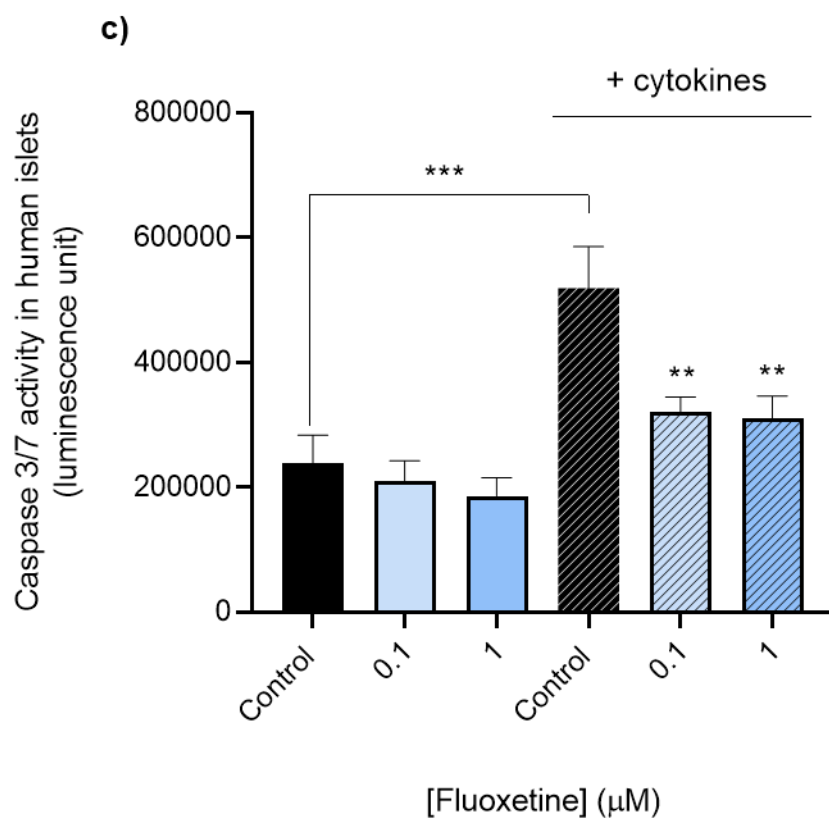 c)
+ cytokines
Caspase 3/7 activity in human islets
(luminescence unit)
800000
***
600000
400000
** **
200000
0
Control 0.1 1 Control 0.1 1
[Fluoxetine] (μM)